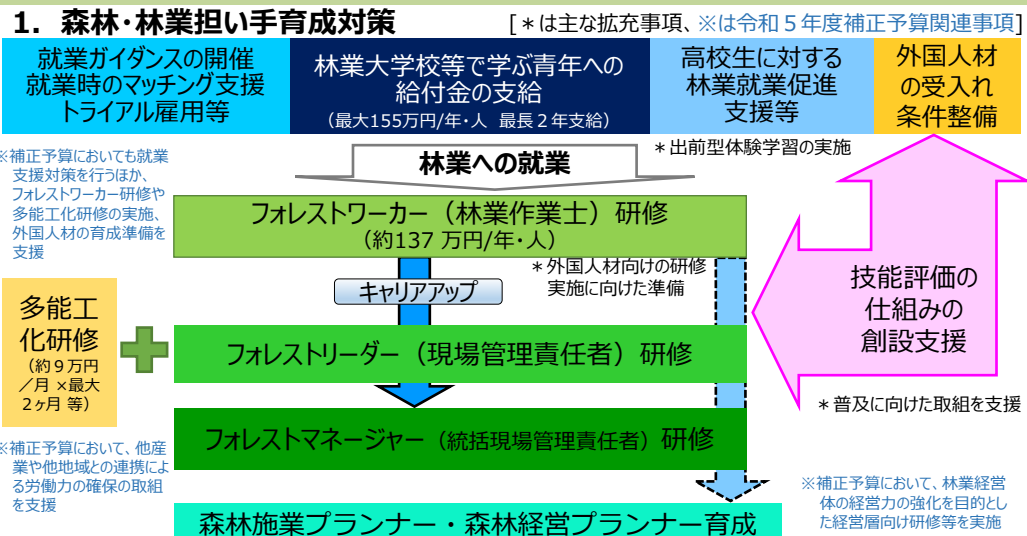 1. 森林・林業担い手育成対策
[＊は主な拡充事項、※は令和５年度補正予算関連事項]
就業ガイダンスの開催
就業時のマッチング支援
トライアル雇用等
林業大学校等で学ぶ青年への
給付金の支給
（最大155万円/年・人 最長２年支給）
高校生に対する
林業就業促進
支援等
外国人材
の受入れ
条件整備
※補正予算においても就業
支援対策を行うほか、
フォレストワーカー研修や
多能工化研修の実施、
外国人材の育成準備を
支援
林業への就業
＊出前型体験学習の実施
フォレストワーカー（林業作業士）研修
（約137 万円/年・人）
キャリアアップ
＊外国人材向けの研修
実施に向けた準備
技能評価の
仕組みの
創設支援
多能工
化研修
（約９万円
／月 ×最大
２ヶ月 等）
フォレストリーダー（現場管理責任者）研修
＊普及に向けた取組を支援
フォレストマネージャー（統括現場管理責任者）研修
※補正予算において、他産
業や他地域との連携によ
る労働力の確保の取組
を支援
※補正予算において、林業経営
体の経営力の強化を目的とし
た経営層向け研修等を実施
森林施業プランナー・森林経営プランナー育成